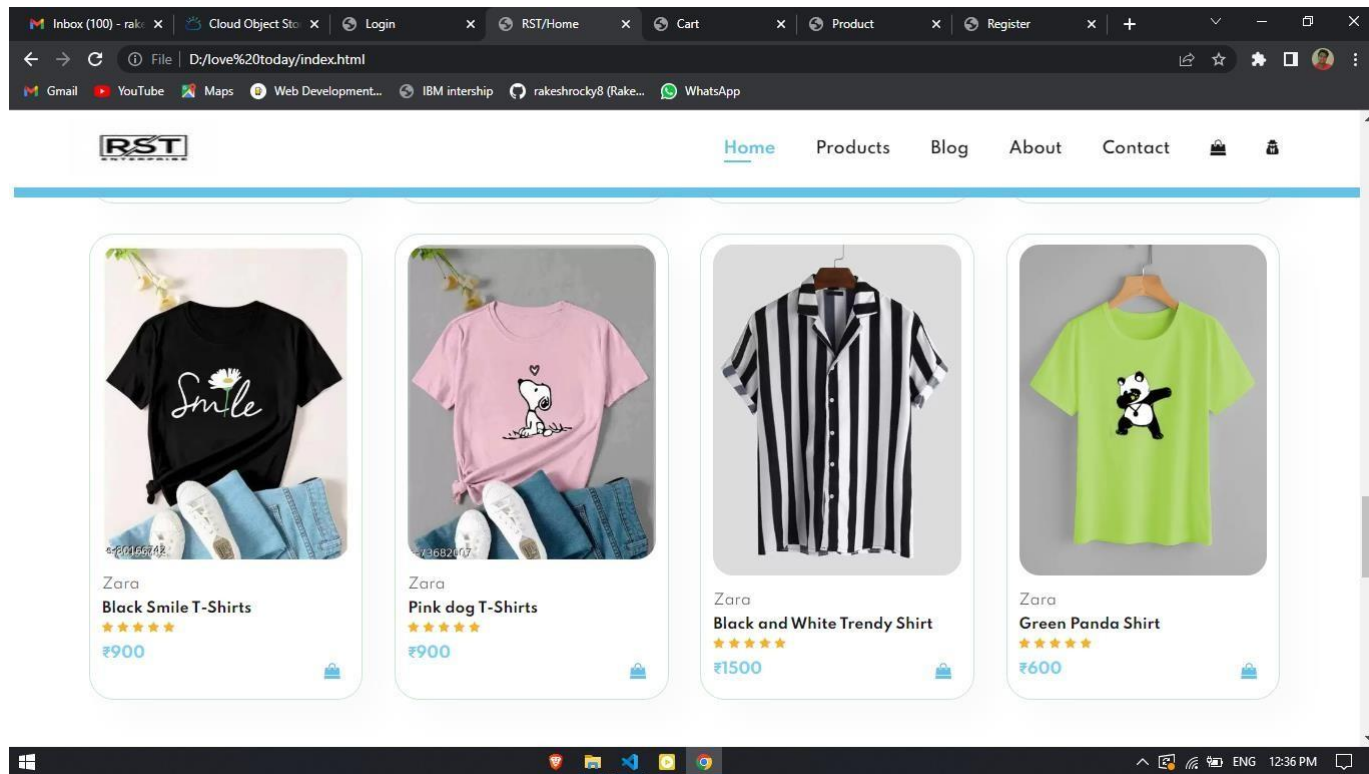 Inbox (100) - rake
Cloud Object Sto
Login
RST/Home
Cart
Product
Register
File
D:/love%20today/index.html
Gmail
YouTube
Maps
Web Development...
IBM intership
rakeshrocky8 (Rake...
WhatsApp
RST
ENTERPRISE
Home
Products
Blog
About
Contact
Smile
Zara
Black Smile T-Shirts
₹900
Zara
Pink dog T-Shirts
₹900
Zara
Black and White Trendy Shirt
₹1500
Zara
Green Panda Shirt
₹600
ENG
12:36 PM